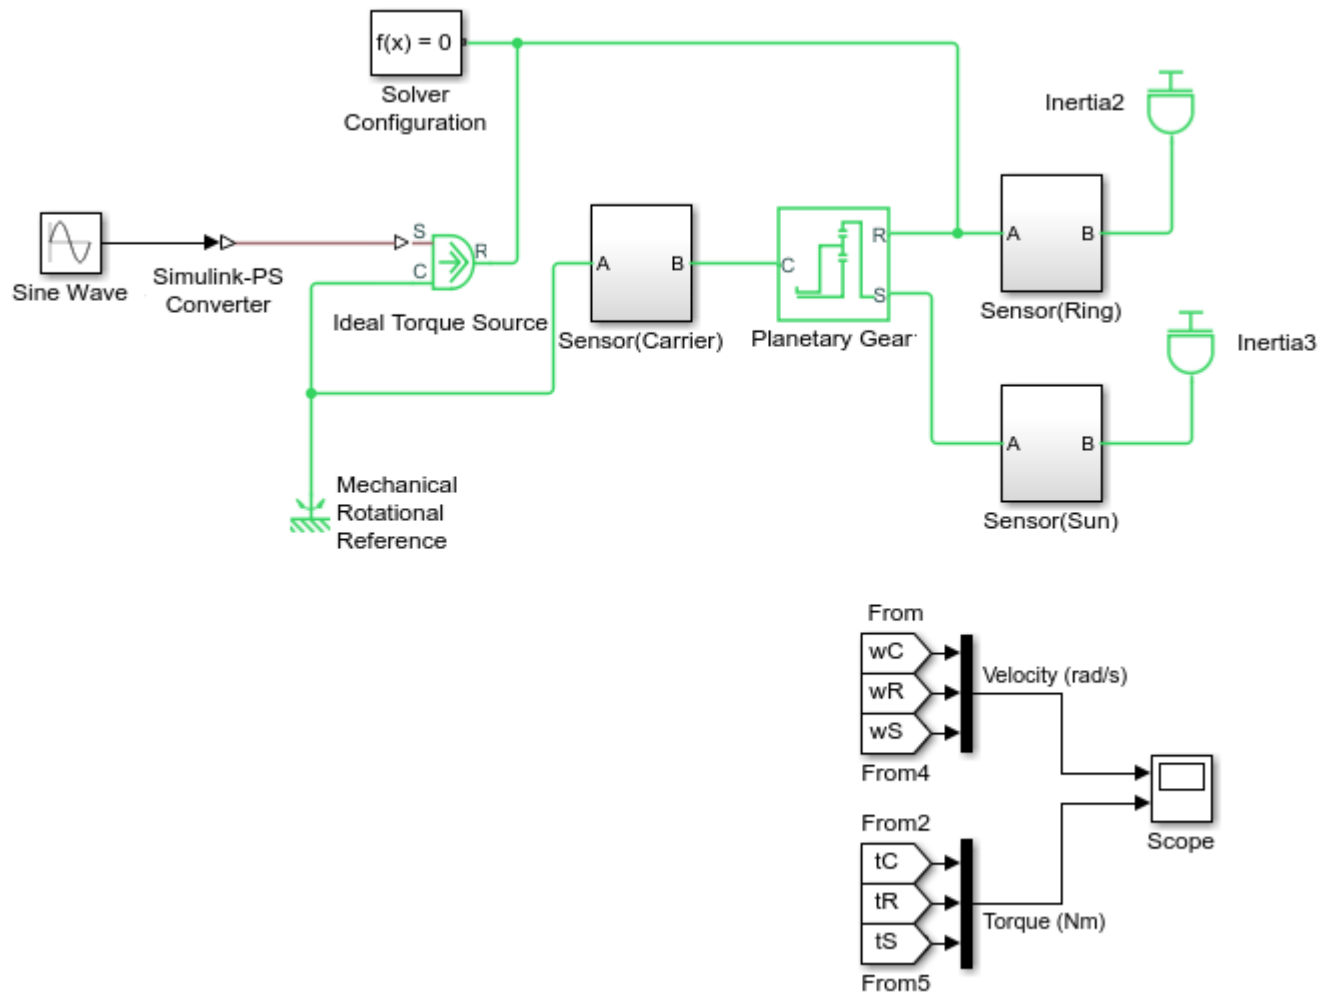 f(x) = 0
Solver
Configuration
Inertia2
Sine Wave
Simulink-PS
Converter
S
C
R
Ideal Torque Source
A
B
Sensor(Carrier)
C
R
S
Planetary Gear
A
B
Sensor(Ring)
Inertia3
A
B
Sensor(Sun)
Mechanical
Rotational
Reference
From
wC
wR
wS
From4
Velocity (rad/s)
From2
tC
tR
tS
From5
Torque (Nm)
Scope